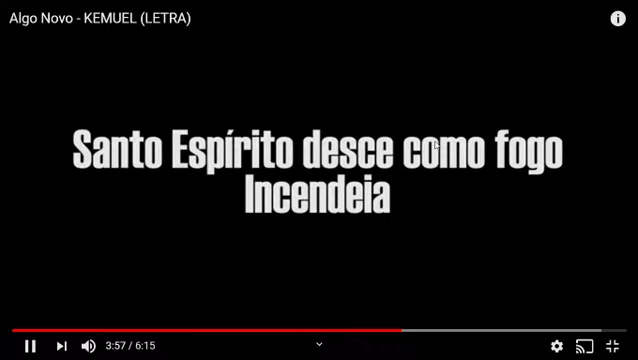 Algo Novo - KEMUEL (LETRA)
Santo Espírito desce como fogo
Incendeia
3:57 / 6:15